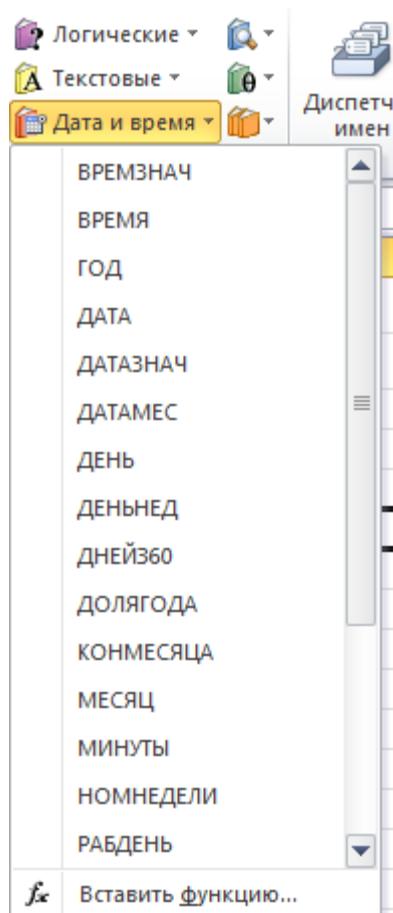 Логические
Текстовые
Дата и время
Диспетч
имен
ВРЕМЗНАЧ
ВРЕМЯ
ГОД
ДАТА
ДАТАЗНАЧ
ДАТАМЕС
ДЕНЬ
ДЕНЬНЕД
ДНЕЙ360
ДОЛЯГОДА
КОНМЕСЯЦА
МЕСЯЦ
МИНУТЫ
НОМНЕДЕЛИ
РАБДЕНЬ
fx Вставить функцию...